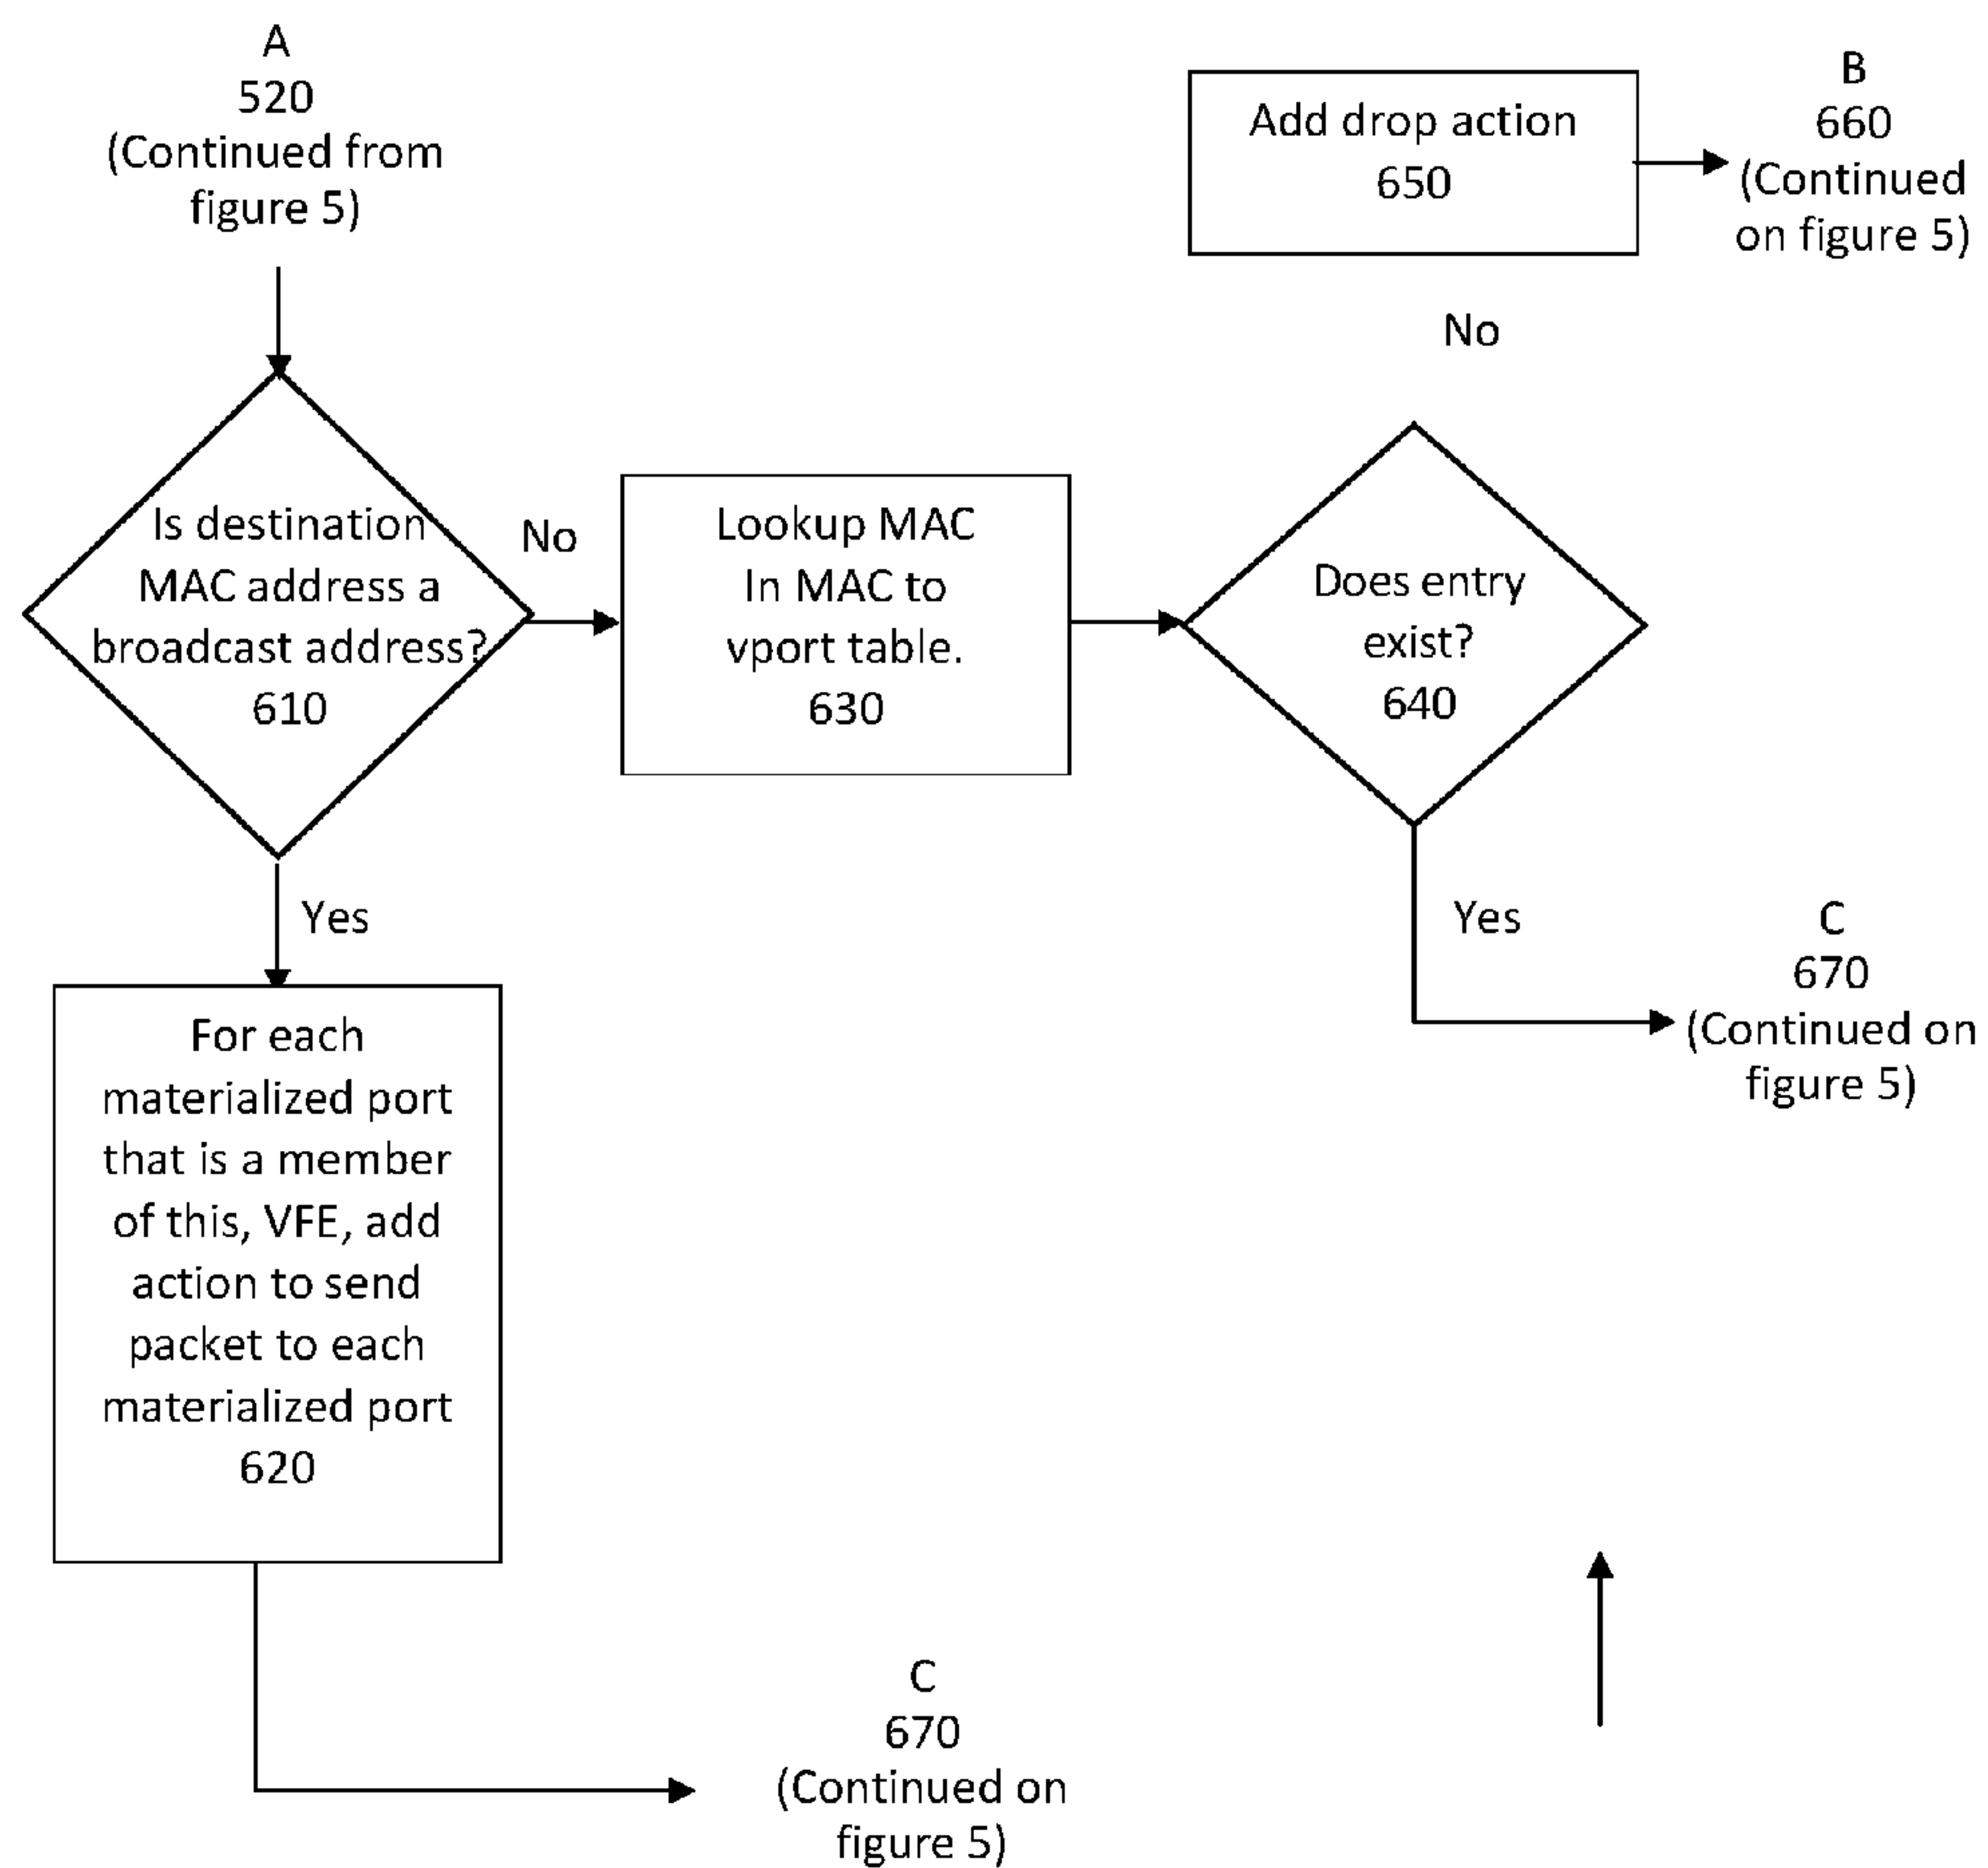 A
520
(Continued from
figure 5)
Add drop action
650
B
660
(Continued
on figure 5)
No
Is destination
MAC address a
broadcast address?
610
No
Lookup MAC
In MAC to
vport table.
630
Does entry
exist?
640
Yes
Yes
C
670
(Continued on
figure 5)
For each
materialized port
that is a member
of this, VFE, add
action to send
packet to each
materialized port
620
C
670
(Continued on
figure 5)